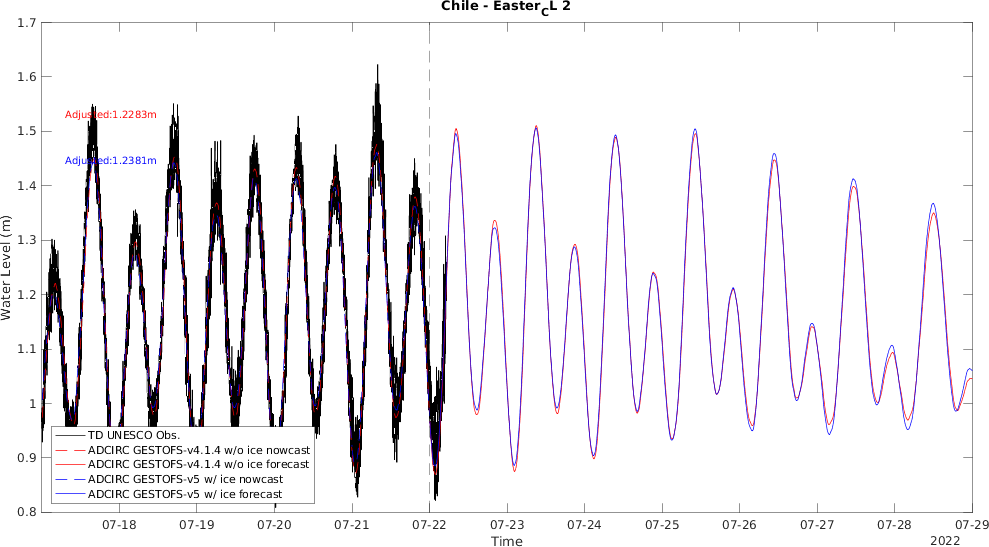 Chile - Easter_CL 2
1.7
1.6
1.5
1.4
1.3
1.2
1.1
1
0.9
0.8
Water Level (m)
Adjusted:1.2283m
Adjusted:1.2381m
TD UNESCO Obs.
ADCIRC GESTOFS-v4.1.4 w/o ice nowcast
ADCIRC GESTOFS-v4.1.4 w/o ice forecast
ADCIRC GESTOFS-v5 w/ ice nowcast
ADCIRC GESTOFS-v5 w/ ice forecast
07-18 07-19 07-20 07-21 07-22 07-23 07-24 07-25 07-26 07-27 07-28 07-29
Time
2022